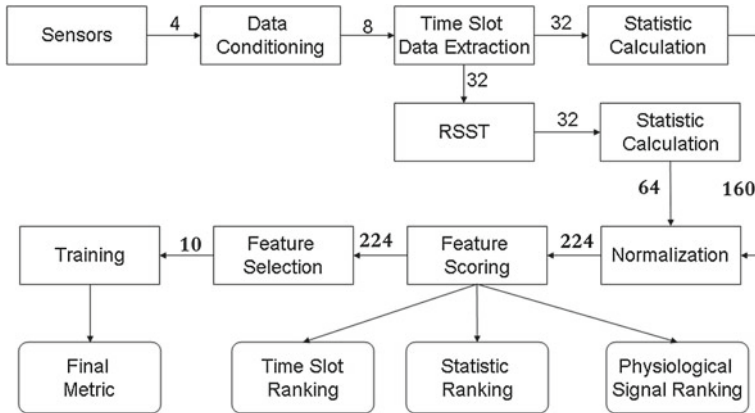 Sensors
4
Data
Conditioning
8
Time Slot
Data Extraction
32
Statistic
Calculation
32
RSST
32
Statistic
Calculation
64
160
Training
10
Feature
Selection
224
Feature
Scoring
224
Normalization
Final
Metric
Time Slot
Ranking
Statistic
Ranking
Physiological
Signal Ranking